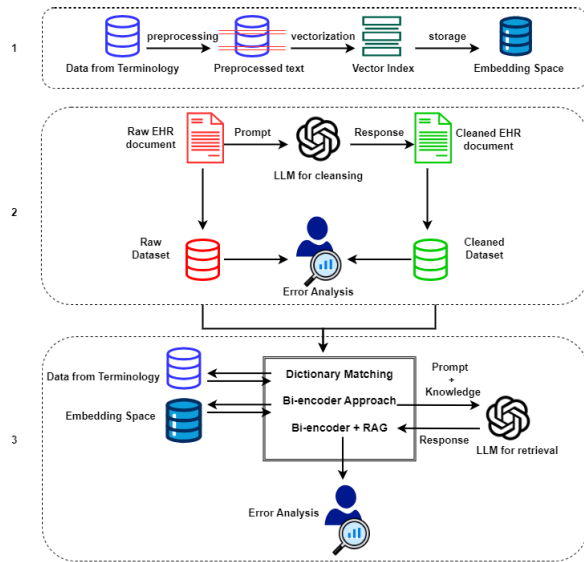 1
preprocessing
vectorization
storage
Data from Terminology
Preprocessed text
Vector Index
Embedding Space
2
Raw EHR
document
Prompt
Response
Cleaned EHR
document
LLM for cleansing
Raw
Dataset
Cleaned
Dataset
Error Analysis
3
Data from Terminology
Embedding Space
Dictionary Matching
Bi-encoder Approach
Bi-encoder + RAG
Prompt
+
Knowledge
Response
LLM for retrieval
Error Analysis